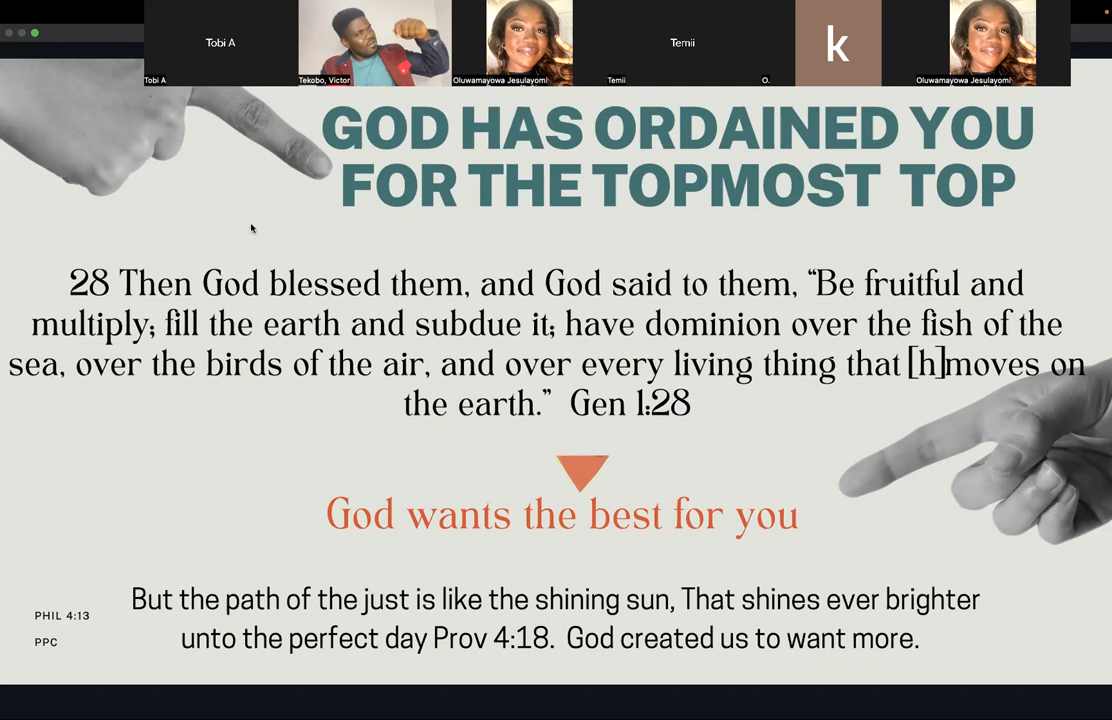 Tobi A
Temii
k
Tobi A
Tekobo, Victor
Oluwamayowa Jesulayomi
Temii
O.
Oluwamayowa Jesulayomi
GOD HAS ORDAINED YOU
FOR THE TOPMOST TOP
28 Then God blessed them, and God said to them, “Be fruitful and
multiply; fill the earth and subdue it; have dominion over the fish of the
sea, over the birds of the air, and over every living thing that [h]moves on
the earth.” Gen 1:28
God wants the best for you
But the path of the just is like the shining sun, That shines ever brighter
unto the perfect day Prov 4:18. God created us to want more.
PHIL 4:13
PPC